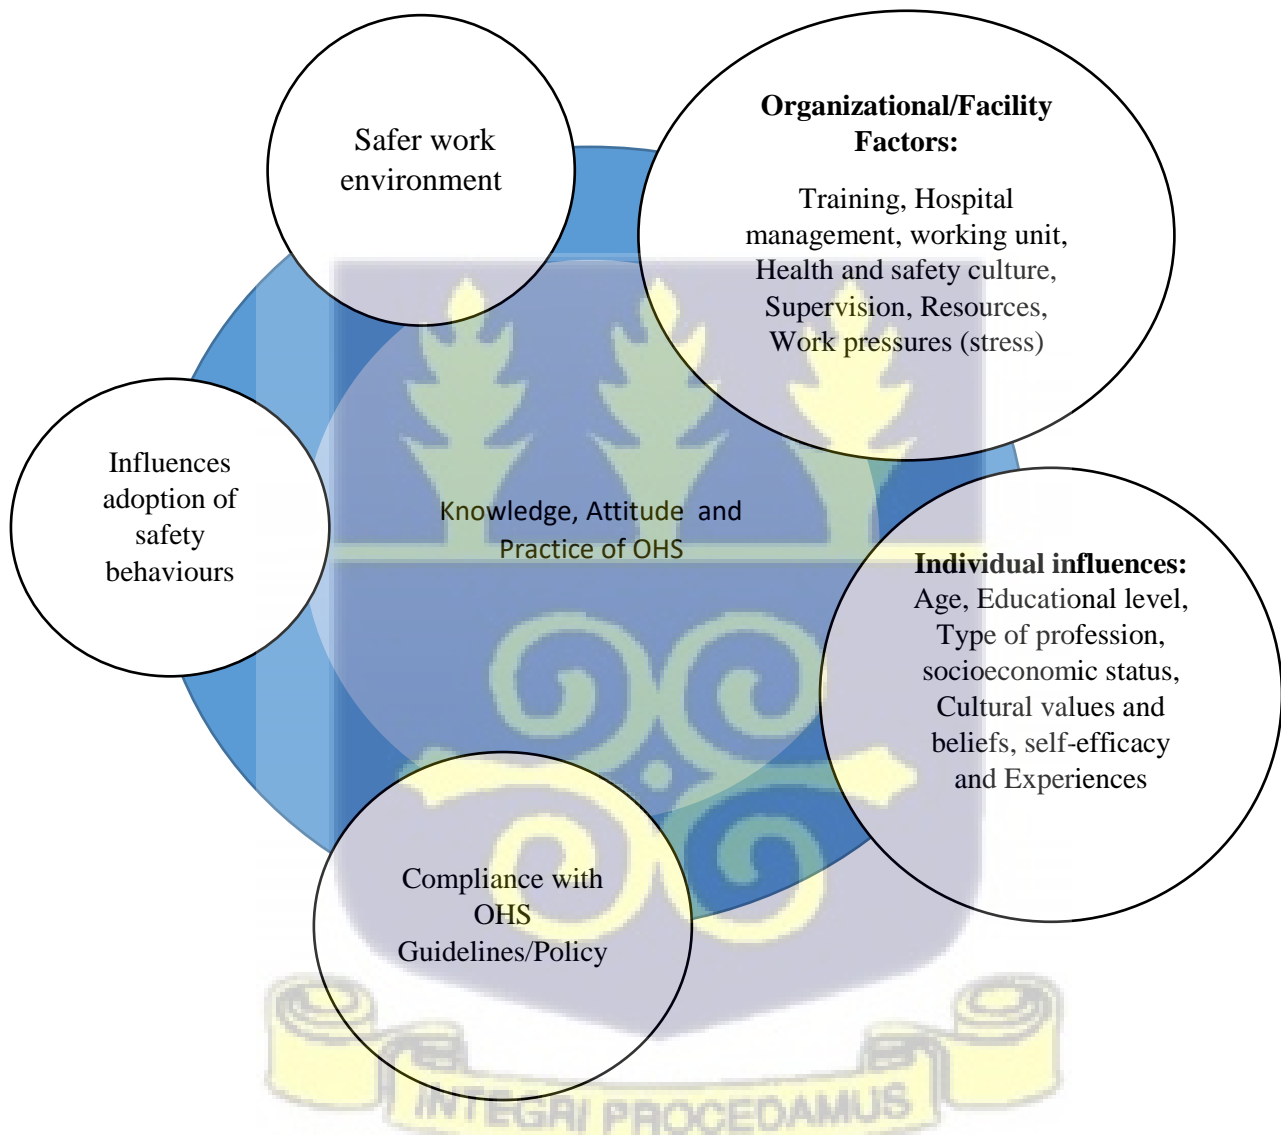 Safer work
environment
Organizational/Facility
Factors:
Training, Hospital
management, working unit,
Health and safety culture,
Supervision, Resources,
Work pressures (stress)
Influences
adoption of
safety
behaviours
Knowledge, Attitude and
Practice of OHS
Individual influences:
Age, Educational level,
Type of profession,
socioeconomic status,
Cultural values and
beliefs, self-efficacy
and Experiences
Compliance with
OHS
Guidelines/Policy
INTEGRI PROCEDAMUS